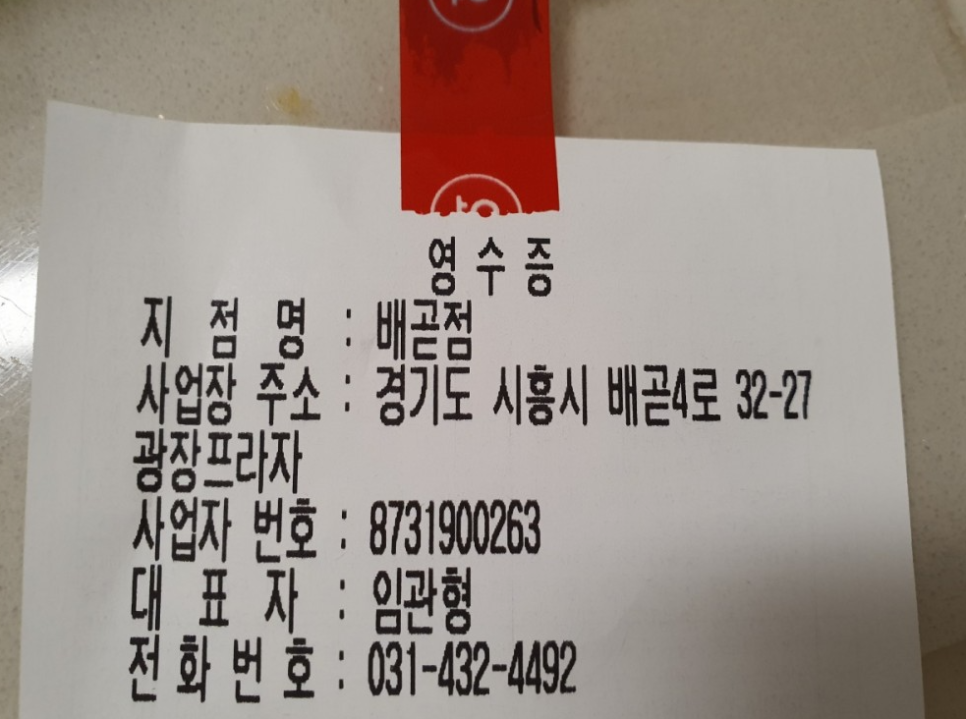 영 수 증
지 점 명 : 배곧점
사업장 주소 : 경기도 시흥시 배곧4로 32-27
광장프라자
사업자 번호 : 8731900263
대 표 자 : 임관형
전 화 번 호 : 031-432-4492